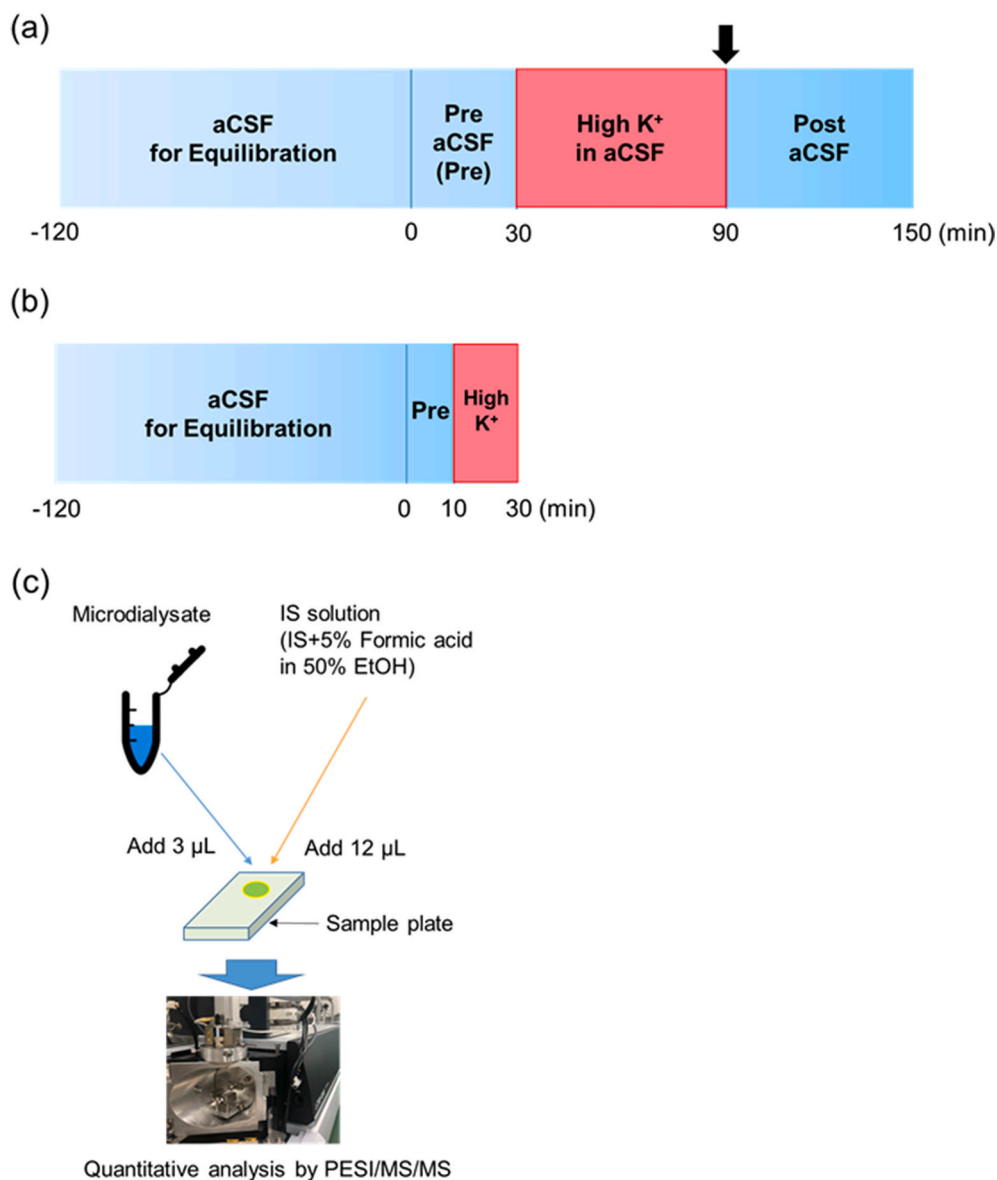 (a)
aCSF
for Equilibration
Pre
aCSF
(Pre)
High K⁺
in aCSF
Post
aCSF
-120
0
30
90
150 (min)
(b)
aCSF
for Equilibration
Pre
High
K⁺
-120
0
10
30 (min)
(c)
Microdialysate
IS solution
(IS+5% Formic acid
in 50% EtOH)
Add 3 µL
Add 12 µL
Sample plate
Quantitative analysis by PESI/MS/MS